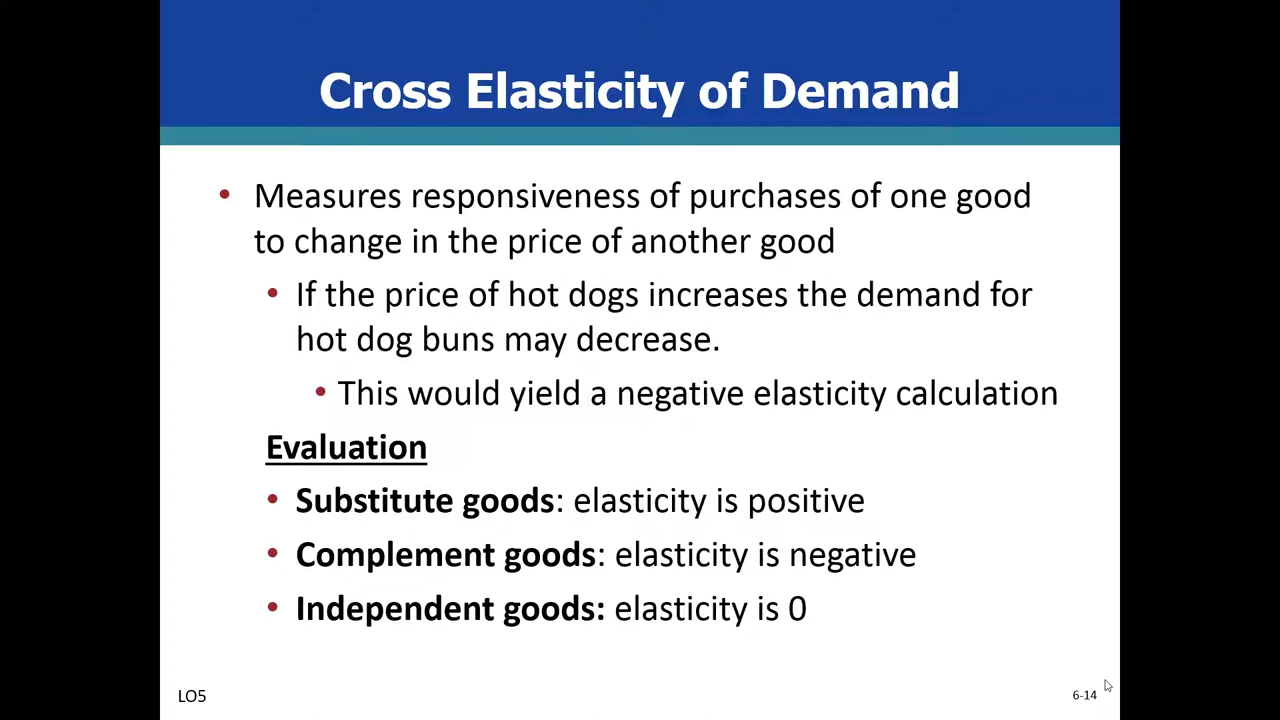 Cross Elasticity of Demand
• Measures responsiveness of purchases of one good
to change in the price of another good
• If the price of hot dogs increases the demand for
hot dog buns may decrease.
• This would yield a negative elasticity calculation
Evaluation
• Substitute goods: elasticity is positive
• Complement goods: elasticity is negative
• Independent goods: elasticity is 0
LO5
6-14